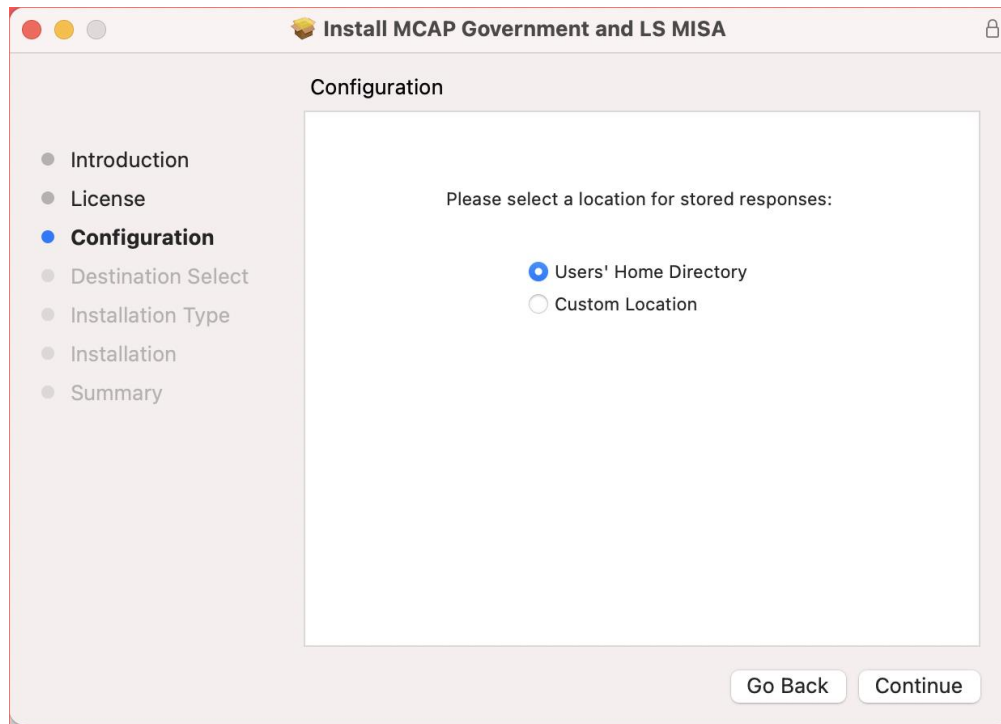 Install MCAP Government and LS MISA
Configuration
Introduction
License
Configuration
Destination Select
Installation Type
Installation
Summary
Please select a location for stored responses:
Users' Home Directory
Custom Location
Go Back
Continue